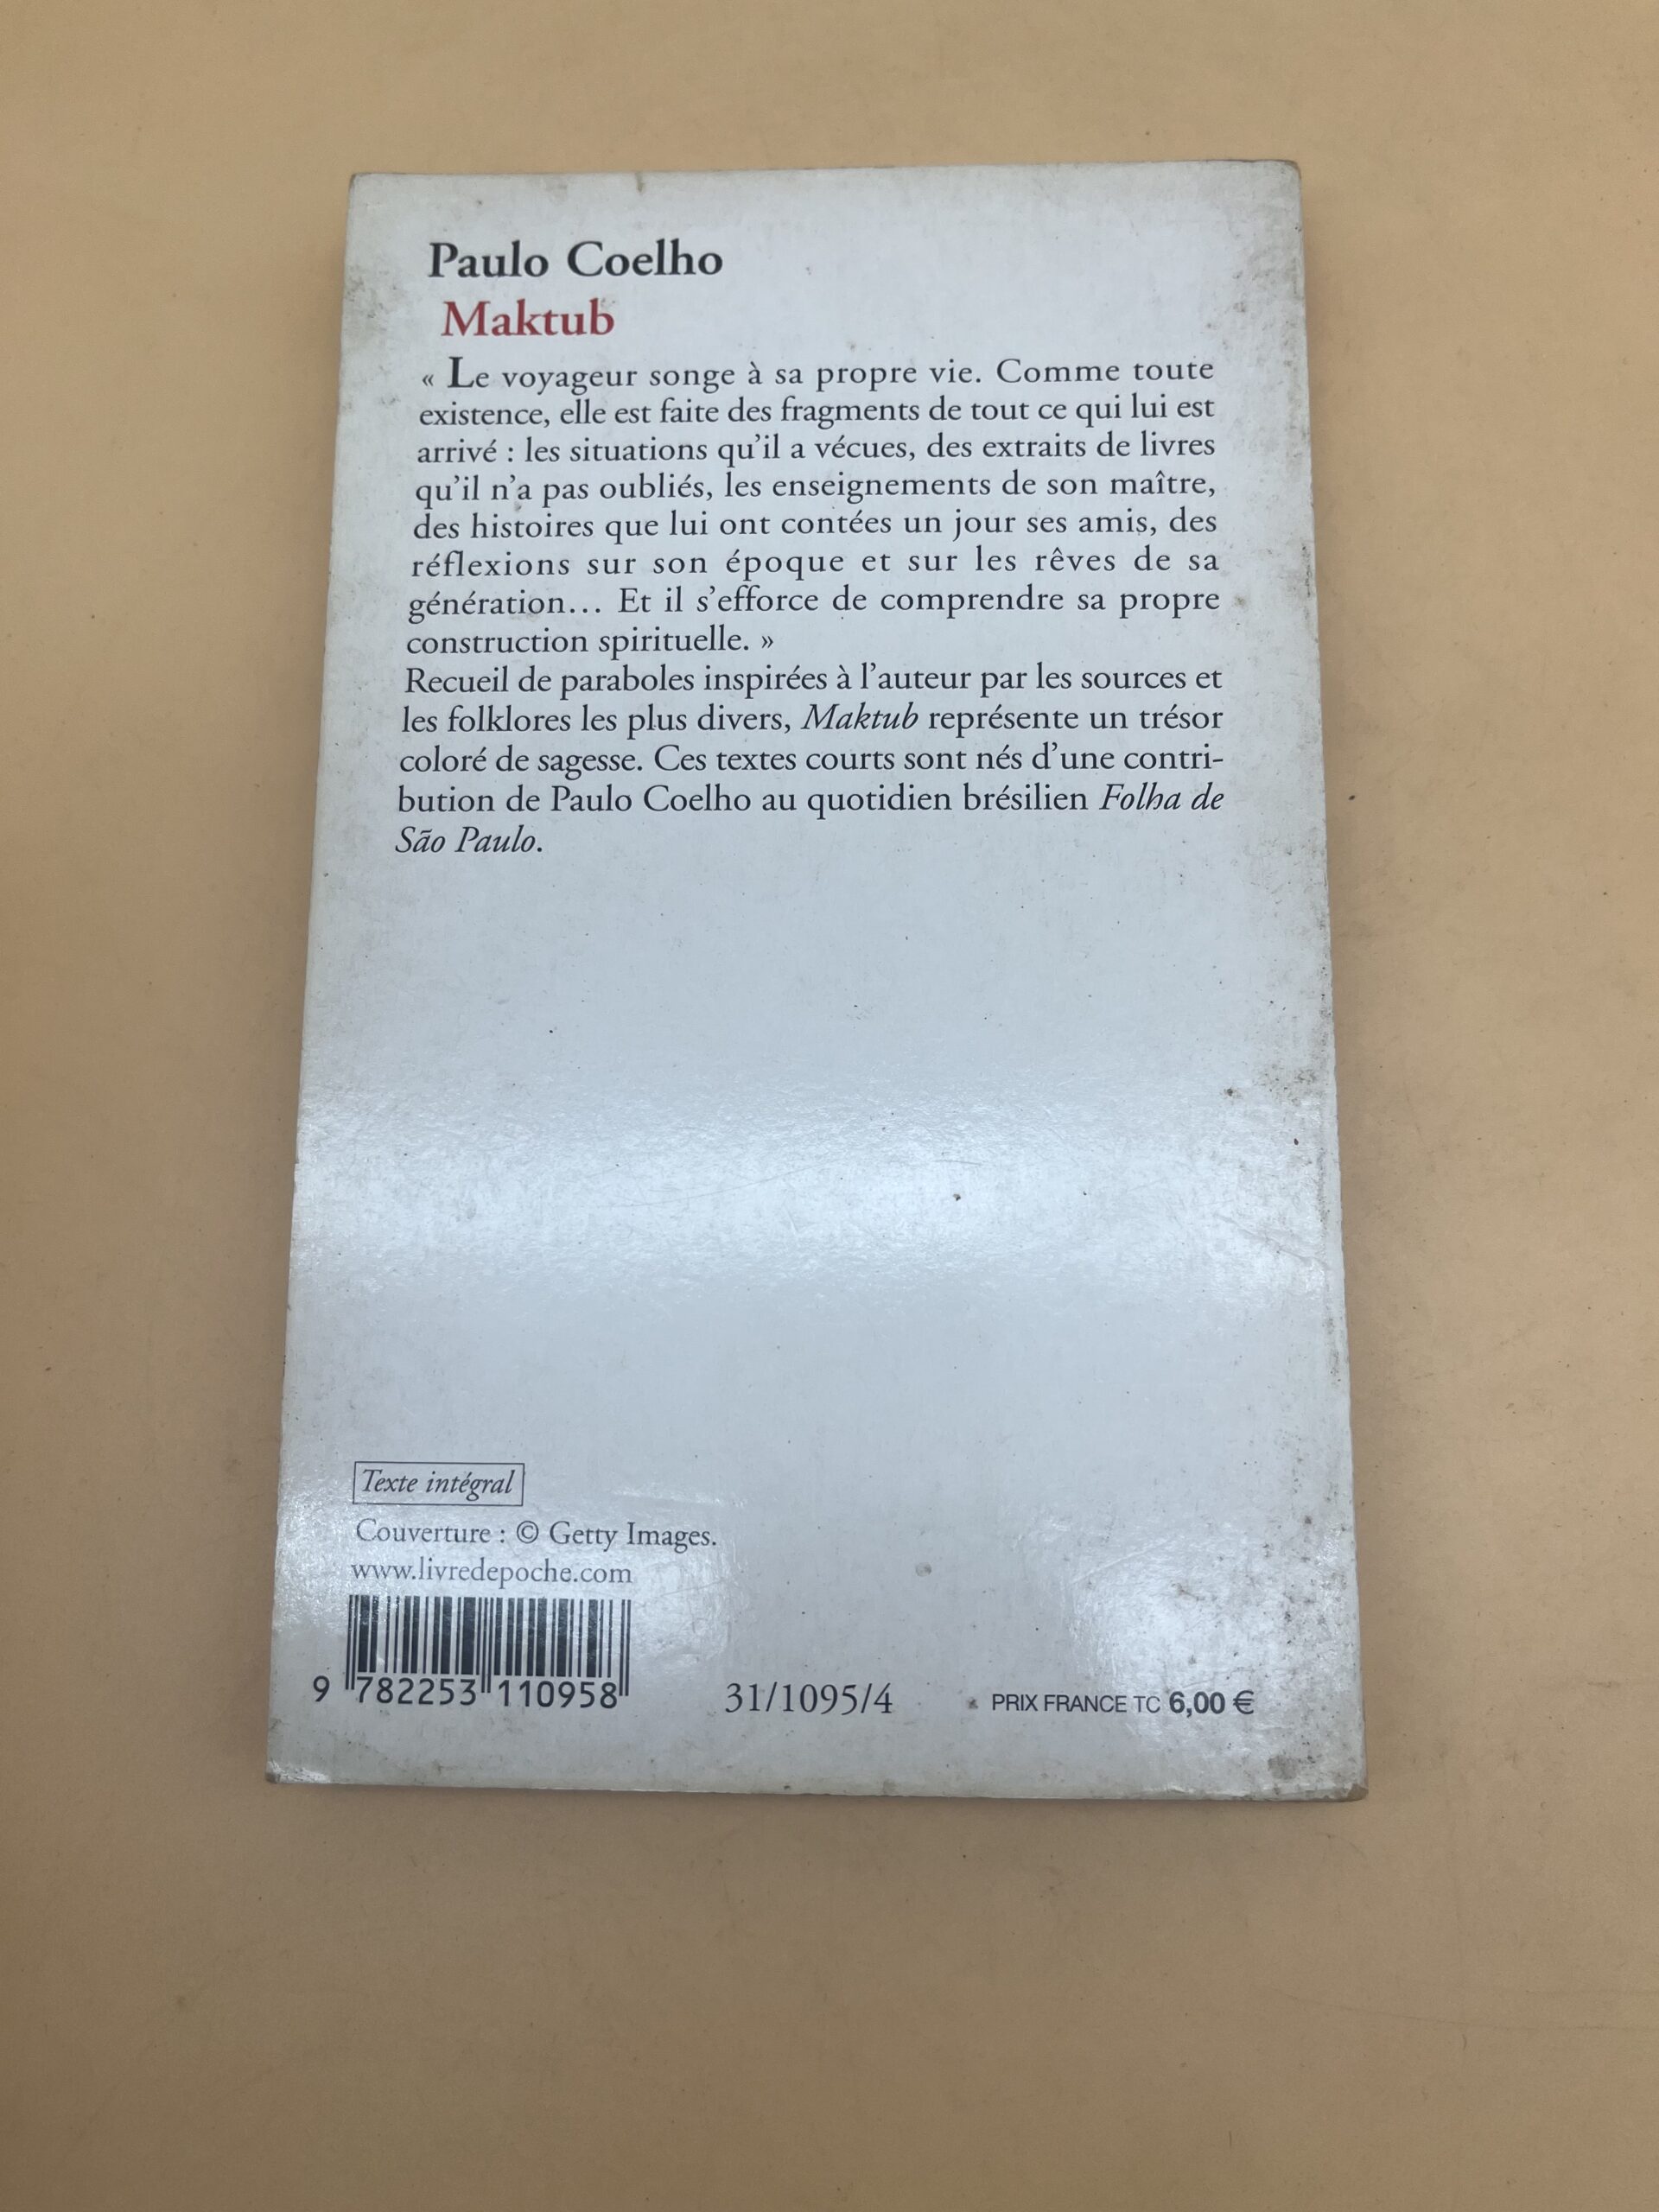 Paulo Coelho
Maktub
« Le voyageur songe à sa propre vie. Comme toute
existence, elle est faite des fragments de tout ce qui lui est
arrivé : les situations qu'il a vécues, des extraits de livres
qu'il n'a pas oubliés, les enseignements de son maître,
des histoires que lui ont contées un jour ses amis, des
réflexions sur son époque et sur les rêves de sa
génération… Et il s'efforce de comprendre sa propre
construction spirituelle. »
Recueil de paraboles inspirées à l'auteur par les sources et
les folklores les plus divers, Maktub représente un trésor
coloré de sagesse. Ces textes courts sont nés d'une contri-
bution de Paulo Coelho au quotidien brésilien Folha de
São Paulo.
Texte intégral
Couverture : © Getty Images.
www.livredepoche.com
9 782253 110958
31/1095/4
PRIX FRANCE TC 6,00 €